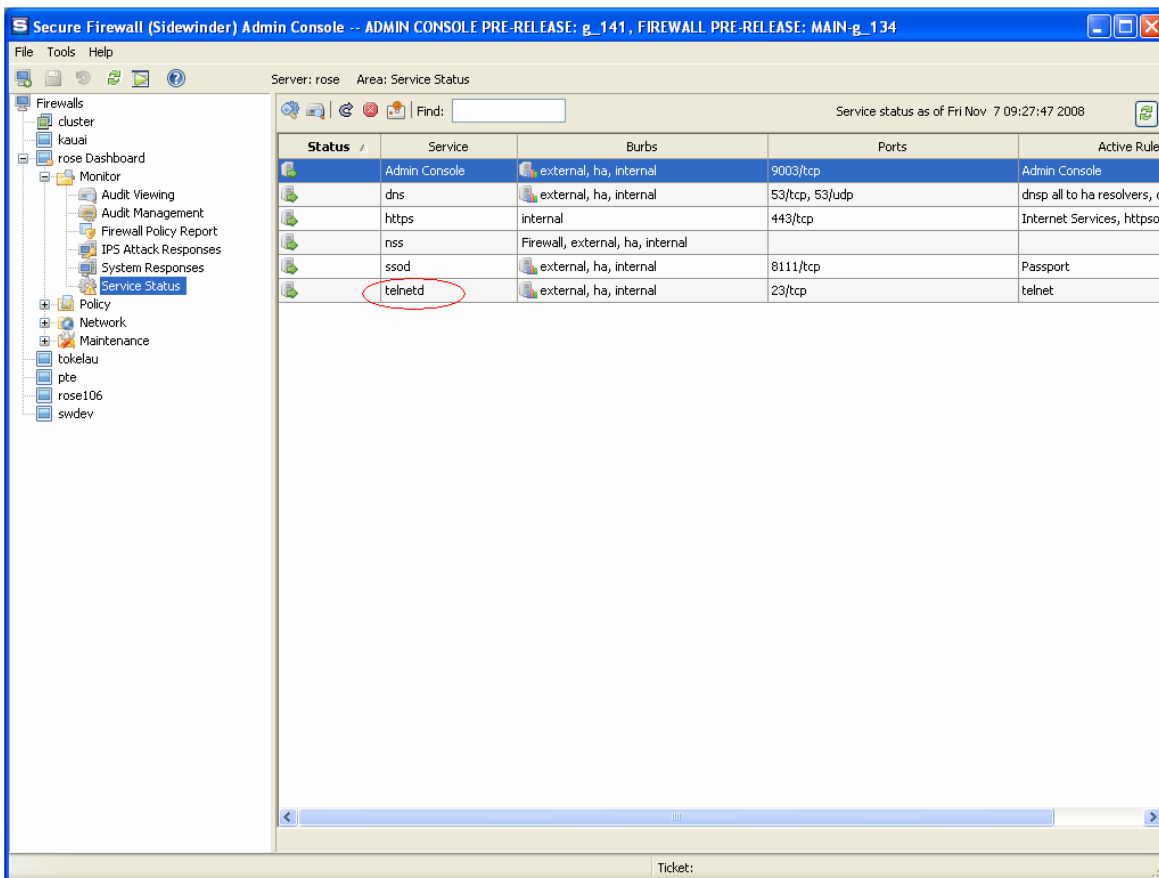 Secure Firewall (Sidewinder) Admin Console -- ADMIN CONSOLE PRE-RELEASE: g_141, FIREWALL PRE-RELEASE: MAIN-g_134
File Tools Help
Server: rose Area: Service Status
Firewalls
cluster
kauai
rose Dashboard
Monitor
Audit Viewing
Audit Management
Firewall Policy Report
IPS Attack Responses
System Responses
Service Status
Policy
Network
Maintenance
tokelau
pte
rose106
swdev
Find:
Service status as of Fri Nov 7 09:27:47 2008
Status Service Burbs Ports Active Rule
Admin Console external, ha, internal 9003/tcp Admin Console
dns external, ha, internal 53/tcp, 53/udp dnsp all to ha resolvers,
https internal 443/tcp Internet Services, httpso
nss Firewall, external, ha, internal
ssod external, ha, internal 8111/tcp Passport
telnetd external, ha, internal 23/tcp telnet
Ticket: